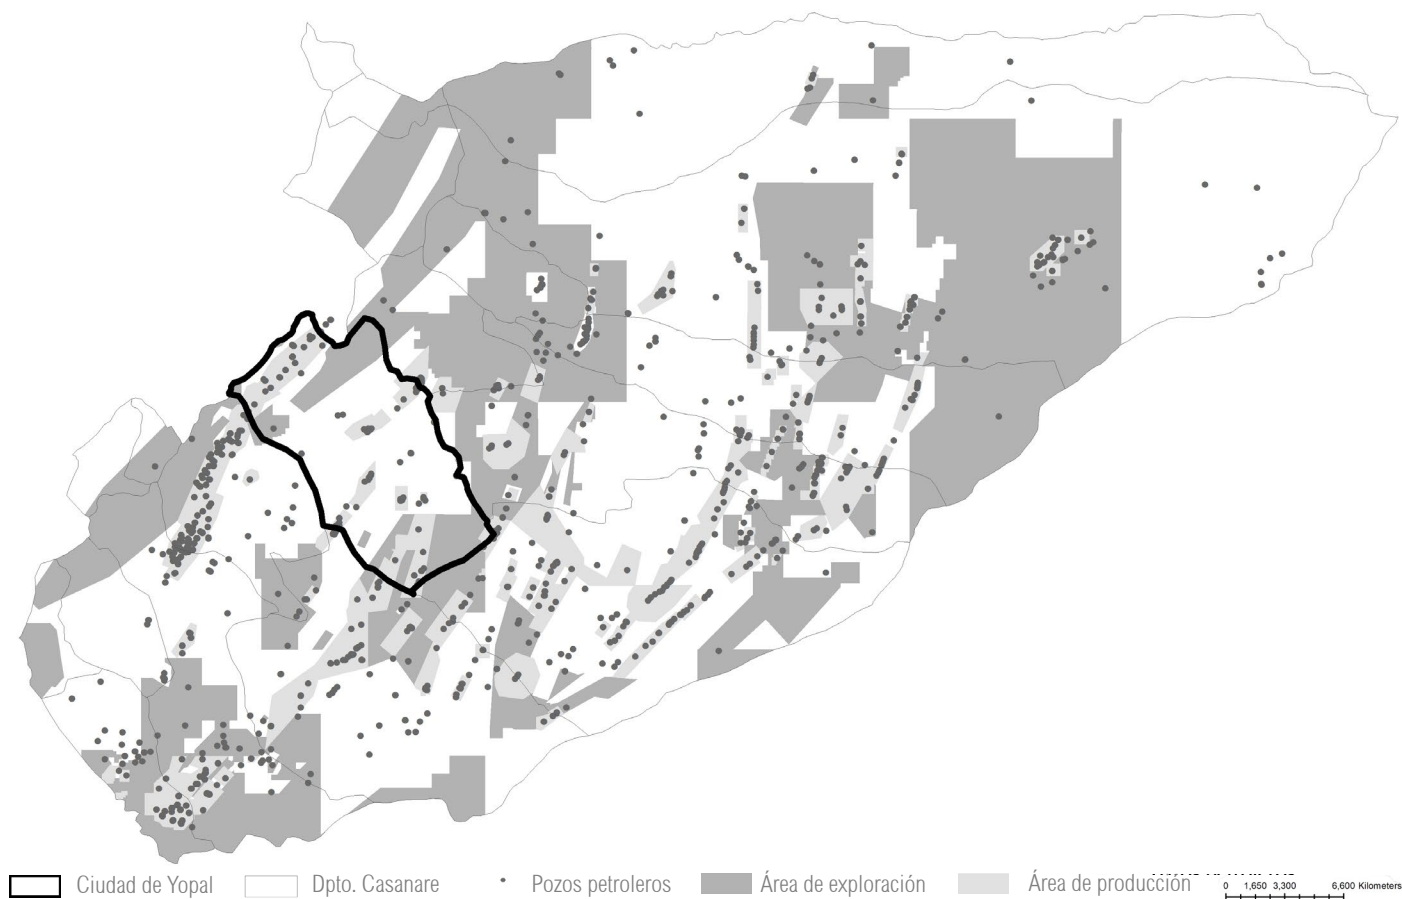 Ciudad de Yopal
Dpto. Casanare
Pozos petroleros
Área de exploración
Área de producción
0 1,650 3,300 6,600 Kilometers